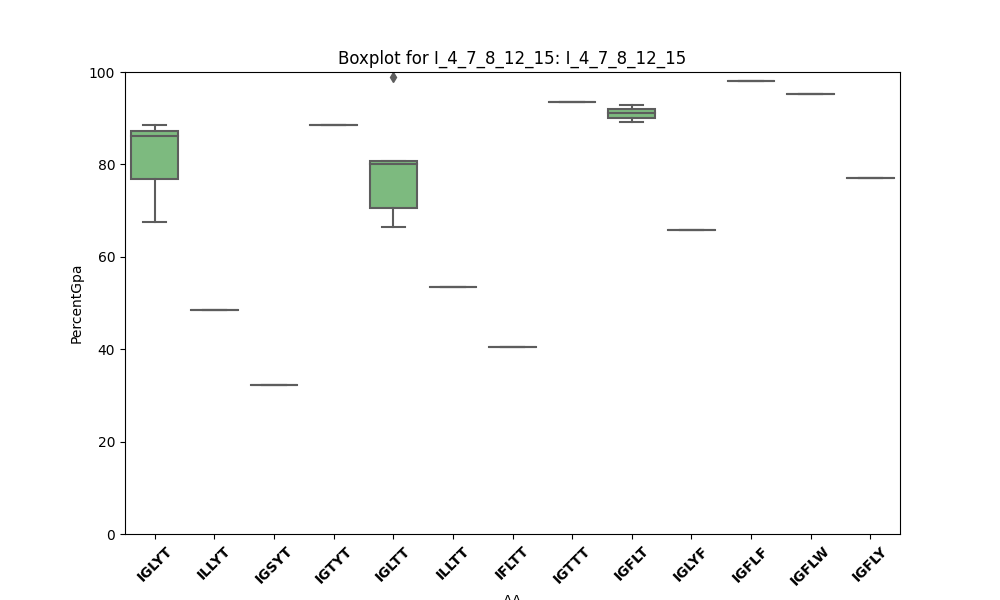 Boxplot for I_4_7_8_12_15: I_4_7_8_12_15
100
80
60
40
20
0
PercentGpa
IGLYT
ILLYT
IGSYT
IGTYT
IGLTT
ILLTT
IFLTT
IGTTT
IGFLT
IGLYF
IGFLF
IGFLW
IGFLY
AA